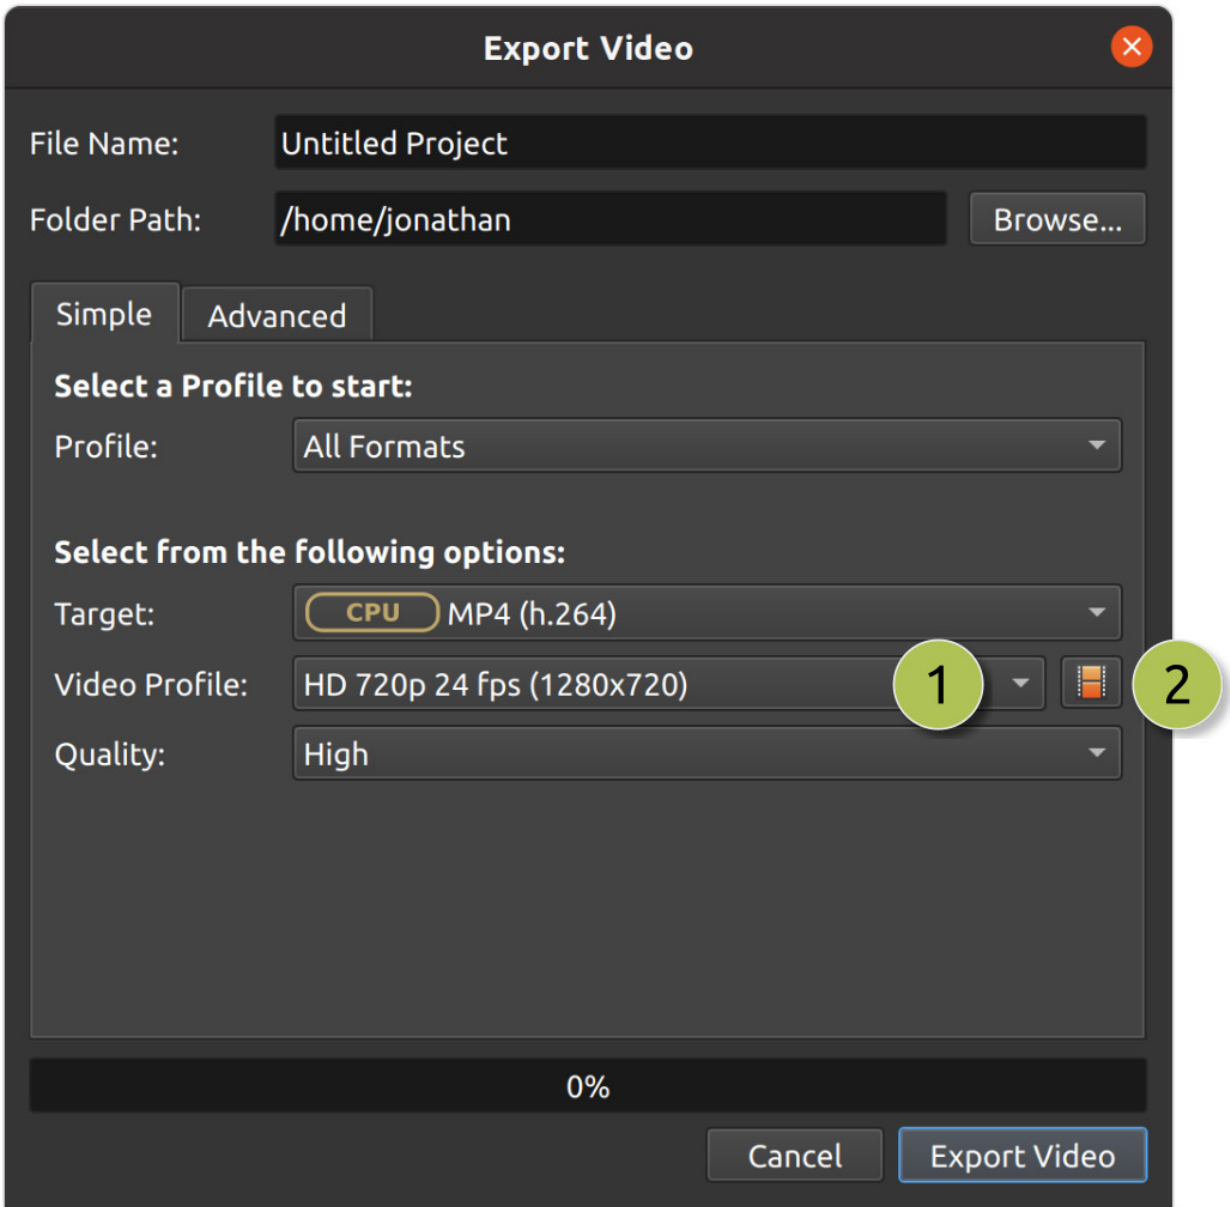 Export Video
File Name: Untitled Project
Folder Path: /home/jonathan Browse...
Simple Advanced
Select a Profile to start:
Profile: All Formats
Select from the following options:
Target: CPU MP4 (h.264)
Video Profile: HD 720p 24 fps (1280x720) 1 2
Quality: High
0%
Cancel Export Video